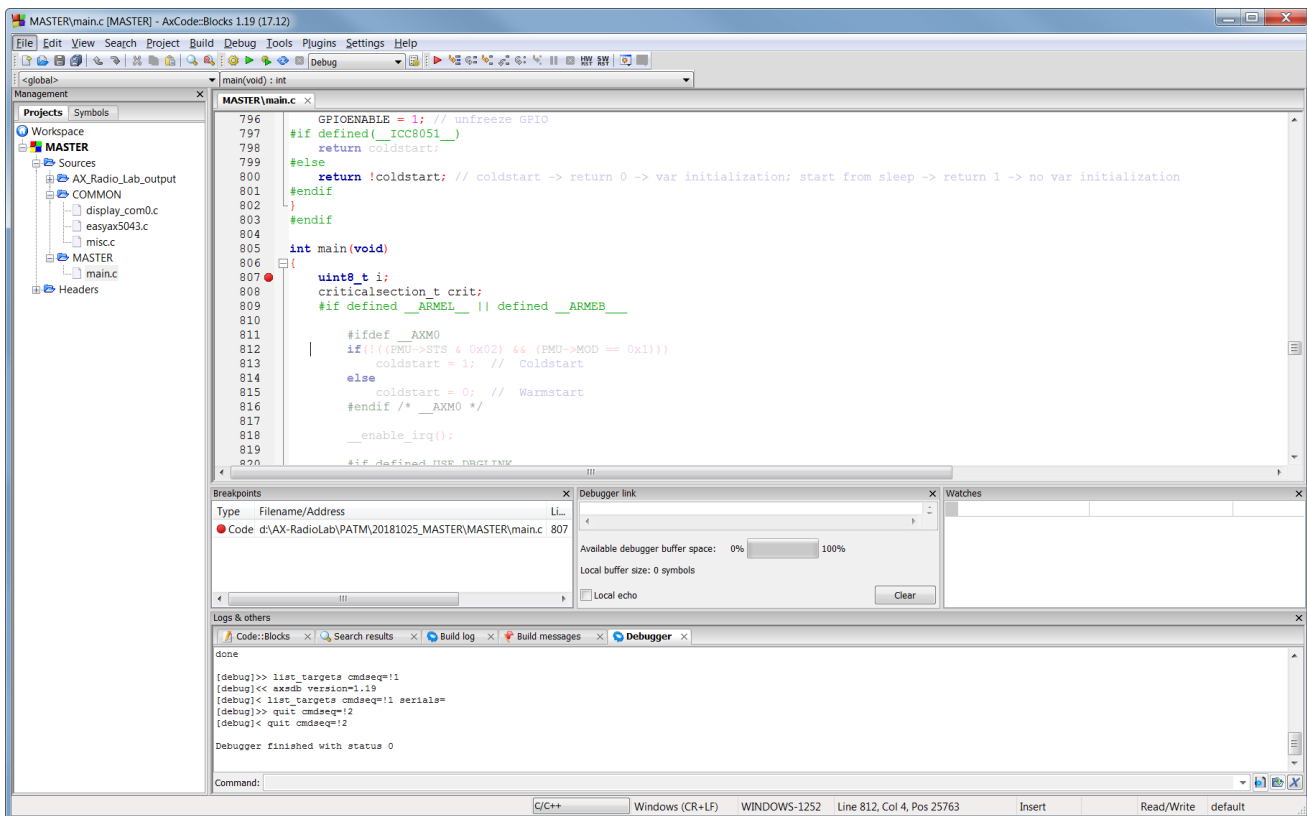 MASTER\main.c [MASTER] - AxCode::Blocks 1.19 (17.12)
File Edit View Search Project Build Debug Tools Plugins Settings Help
Debug HW RST SW RST
<global> main(void) : int
Management
Projects Symbols
Workspace
MASTER
Sources
AX_Radio_Lab_output
COMMON
display_com0.c
easyax5043.c
misc.c
MASTER
main.c
Headers
MASTER\main.c
796 GPIOENABLE = 1; // unfreeze GPIO
797 #if defined(__ICC8051__)
798 return coldstart;
799 #else
800 return !coldstart; // coldstart -> return 0 -> var initialization; start from sleep -> return 1 -> no var initialization
801 #endif
802 }
803 #endif
804
805 int main(void)
806 {
807 uint8_t i;
808 criticalsection_t crit;
809 #if defined __ARMEL__ || defined __ARMEB__
810
811 #ifdef __AXM0
812 if(!((PMU->STS & 0x02) && (PMU->MOD == 0x1)))
813 coldstart = 1; // Coldstart
814 else
815 coldstart = 0; // Warmstart
816 #endif /* __AXM0 */
817
818 __enable_irq();
819
820 #if defined USE_DBGLINK
Breakpoints
Type Filename/Address Li...
Code d:\AX-RadioLab\PATM\20181025_MASTER\MASTER\main.c 807
Debugger link
Available debugger buffer space: 0% 100%
Local buffer size: 0 symbols
Local echo Clear
Watches
Logs & others
Code::Blocks Search results Build log Build messages Debugger
done
[debug]>> list_targets cmdseq=!1
[debug]<< axsdb version=1.19
[debug]< list_targets cmdseq=!1 serials=
[debug]>> quit cmdseq=!2
[debug]< quit cmdseq=!2
Debugger finished with status 0
Command:
C/C++ Windows (CR+LF) WINDOWS-1252 Line 812, Col 4, Pos 25763 Insert Read/Write default